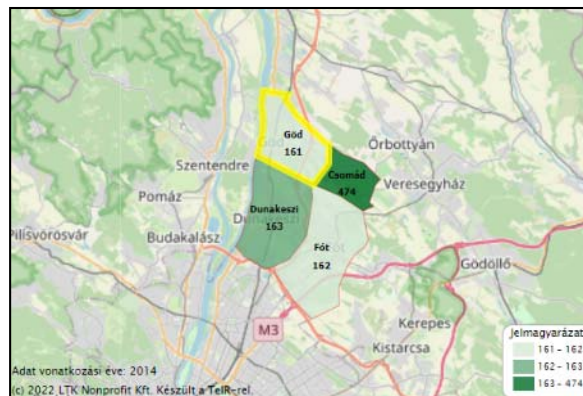 Göd
161
Őrbottyán
Szentendre
Csomád
474
Veresegyház
Pomáz
Dunakeszi
163
Pilisvörösvár
Budakalász
Fót
162
Gödöllő
M3
Kerepes
Kistarcsa
Jelmagyarázat
161 - 162
162 - 163
163 - 474
Adat vonatkozási éve: 2014
(c) 2022 LTK Nonprofit Kft. Készült a TeIR-rel.